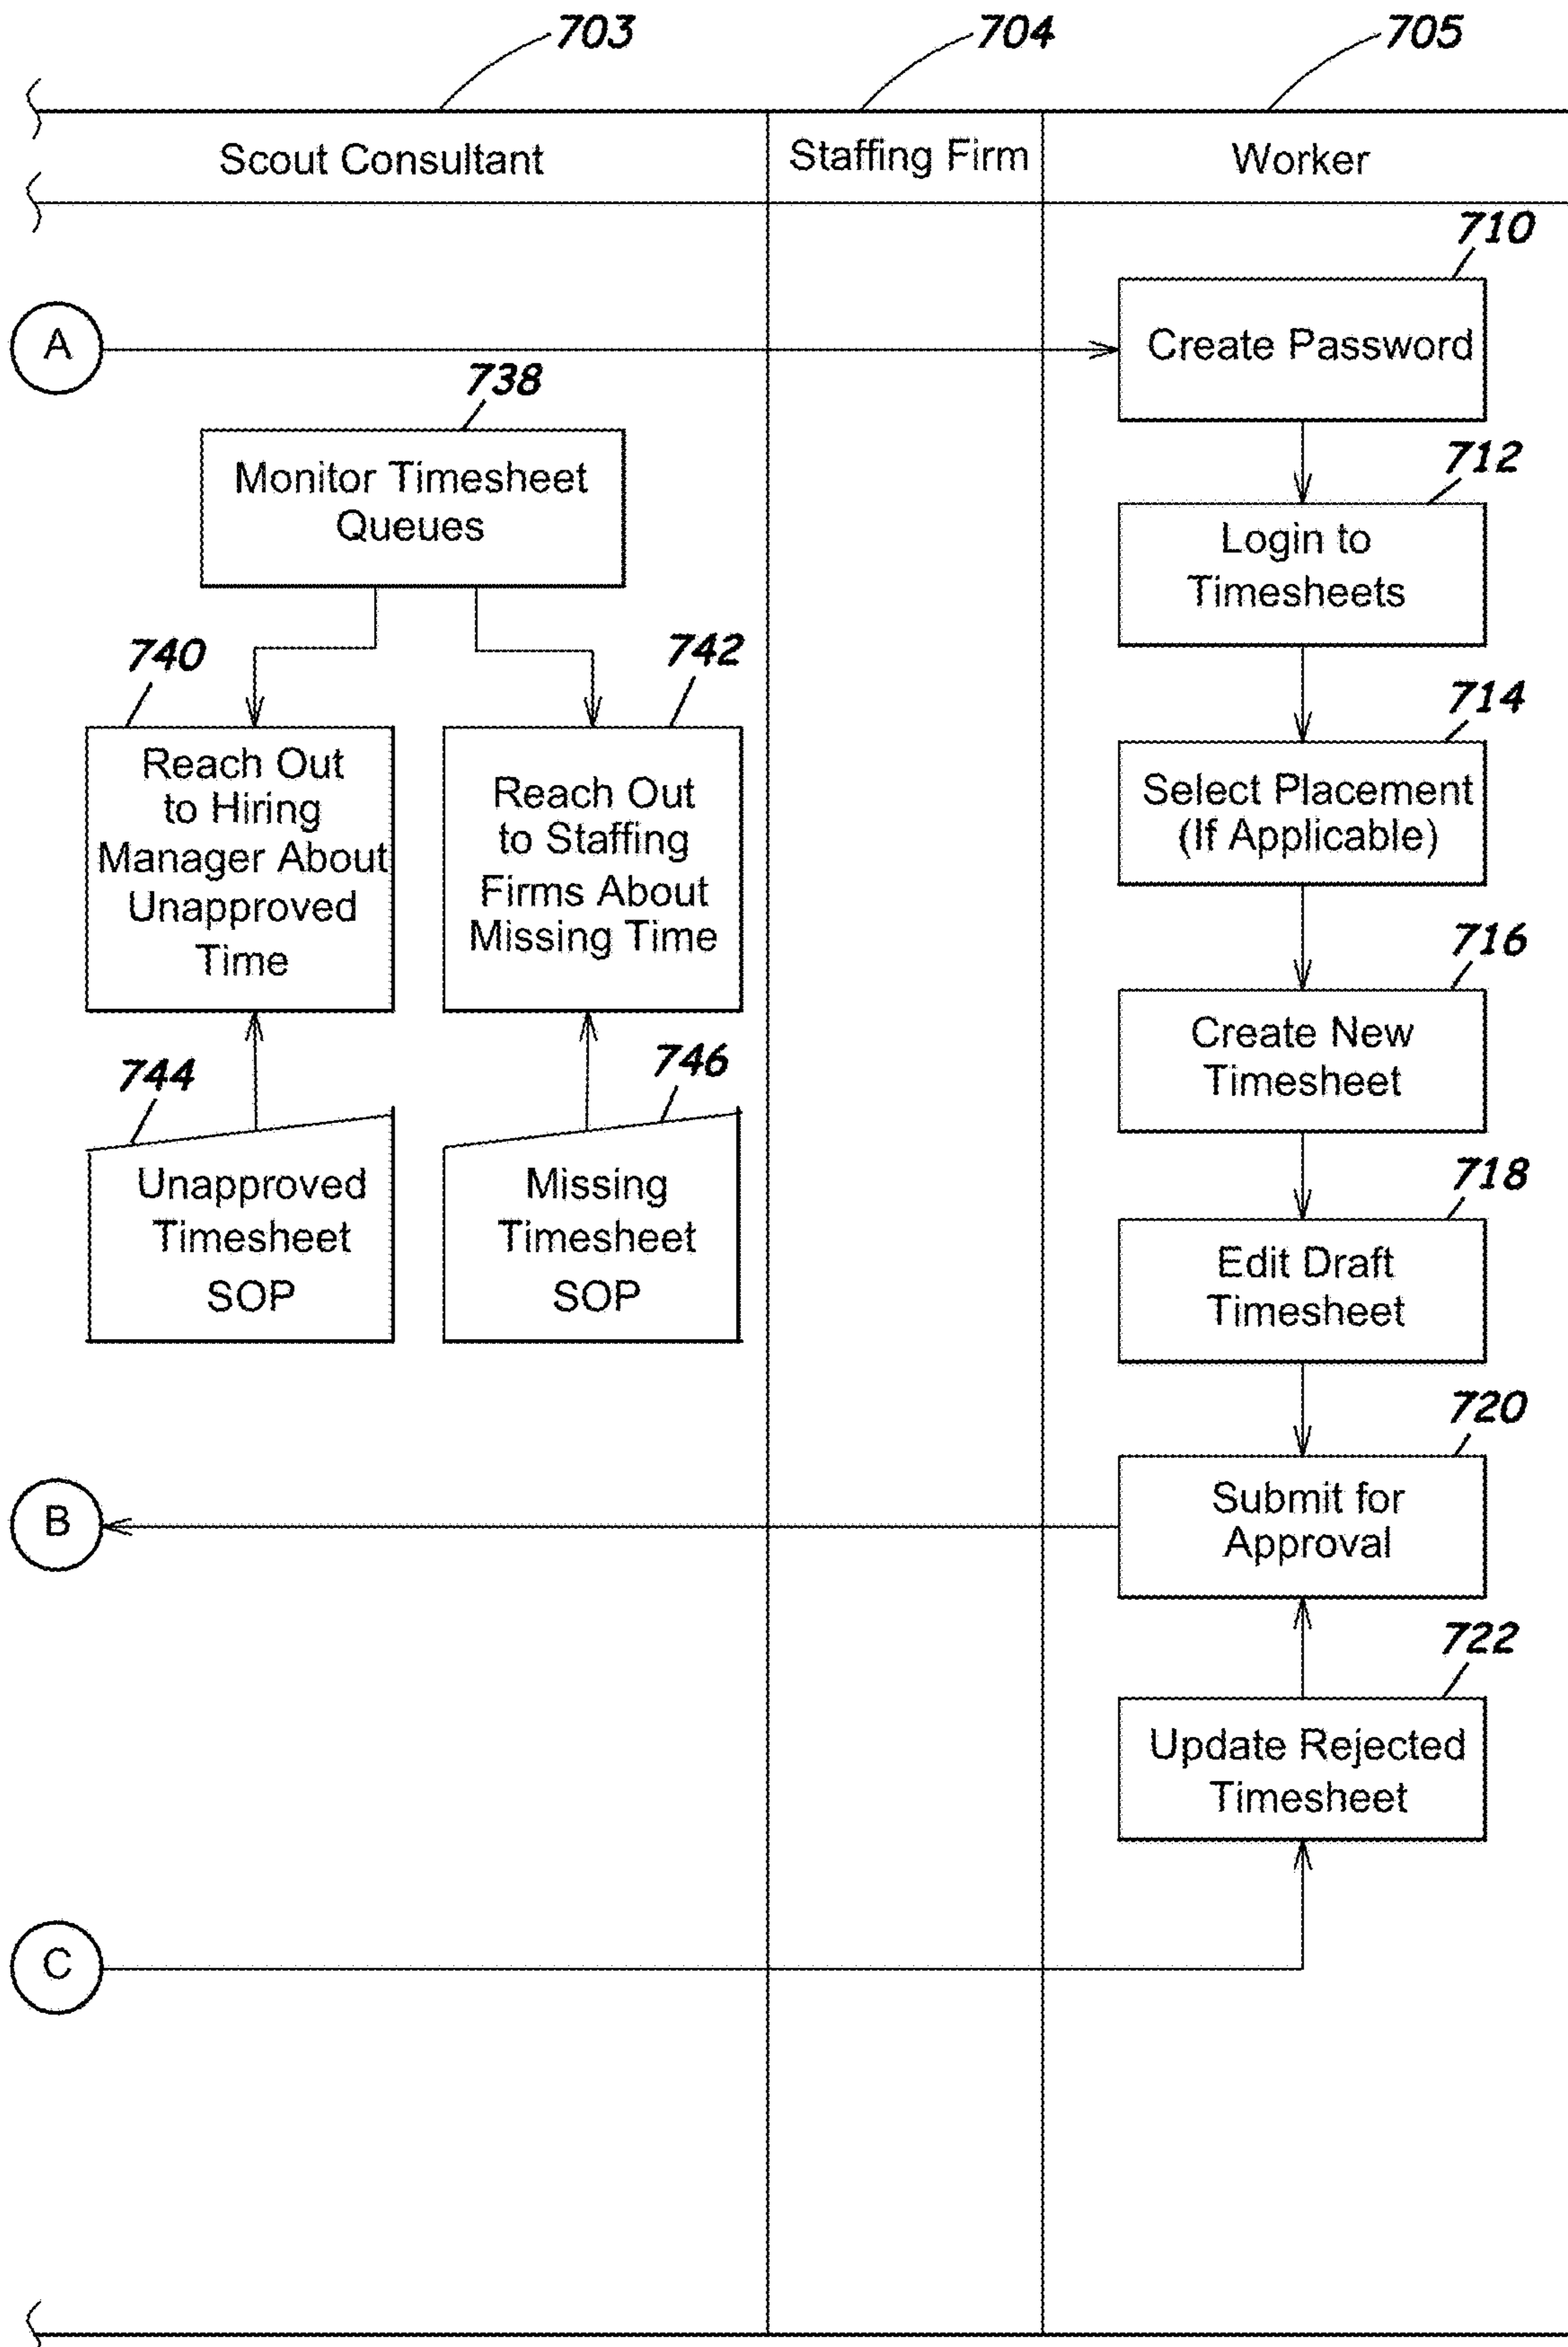 703
704
705
Scout Consultant
Staffing Firm
Worker
710
A
Create Password
738
Monitor Timesheet
Queues
712
Login to
Timesheets
740
Reach Out
to Hiring
Manager About
Unapproved
Time
742
Reach Out
to Staffing
Firms About
Missing Time
714
Select Placement
(If Applicable)
716
Create New
Timesheet
744
Unapproved
Timesheet
SOP
746
Missing
Timesheet
SOP
718
Edit Draft
Timesheet
720
B
Submit for
Approval
722
Update Rejected
Timesheet
C